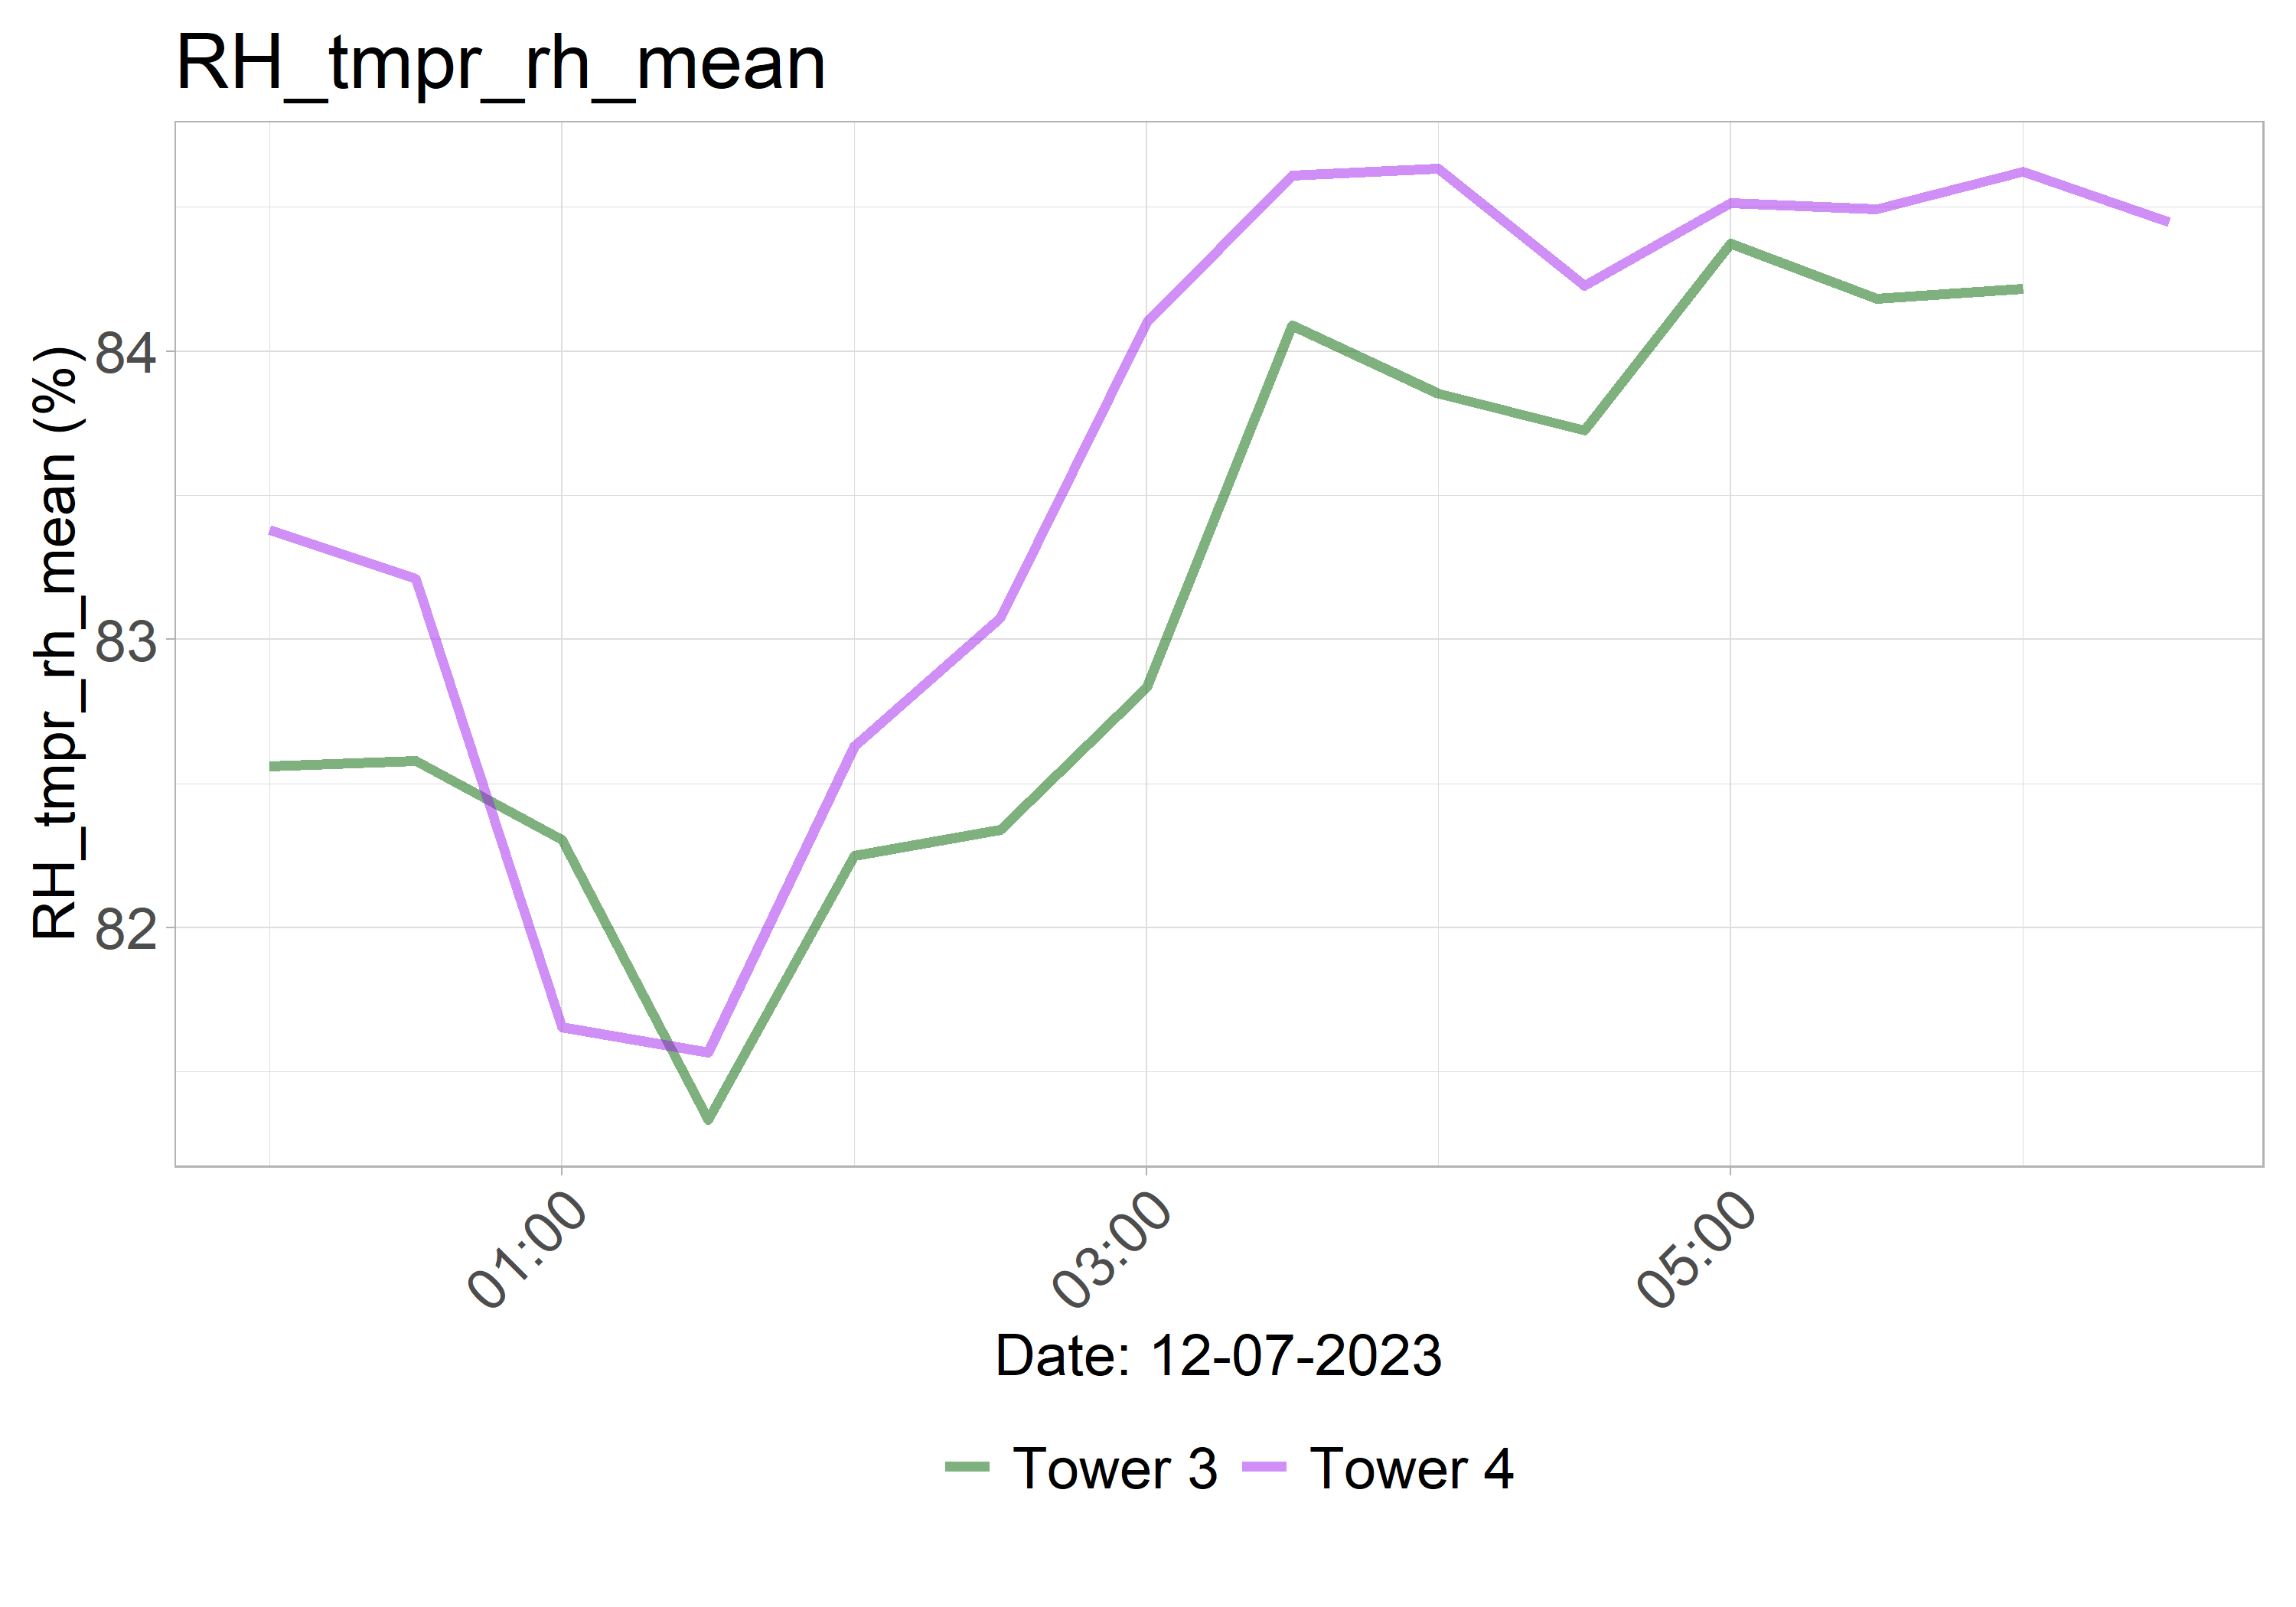 RH_tmpr_rh_mean
RH_tmpr_rh_mean (%)
84
83
82
01:00
03:00
05:00
Date: 12-07-2023
Tower 3
Tower 4